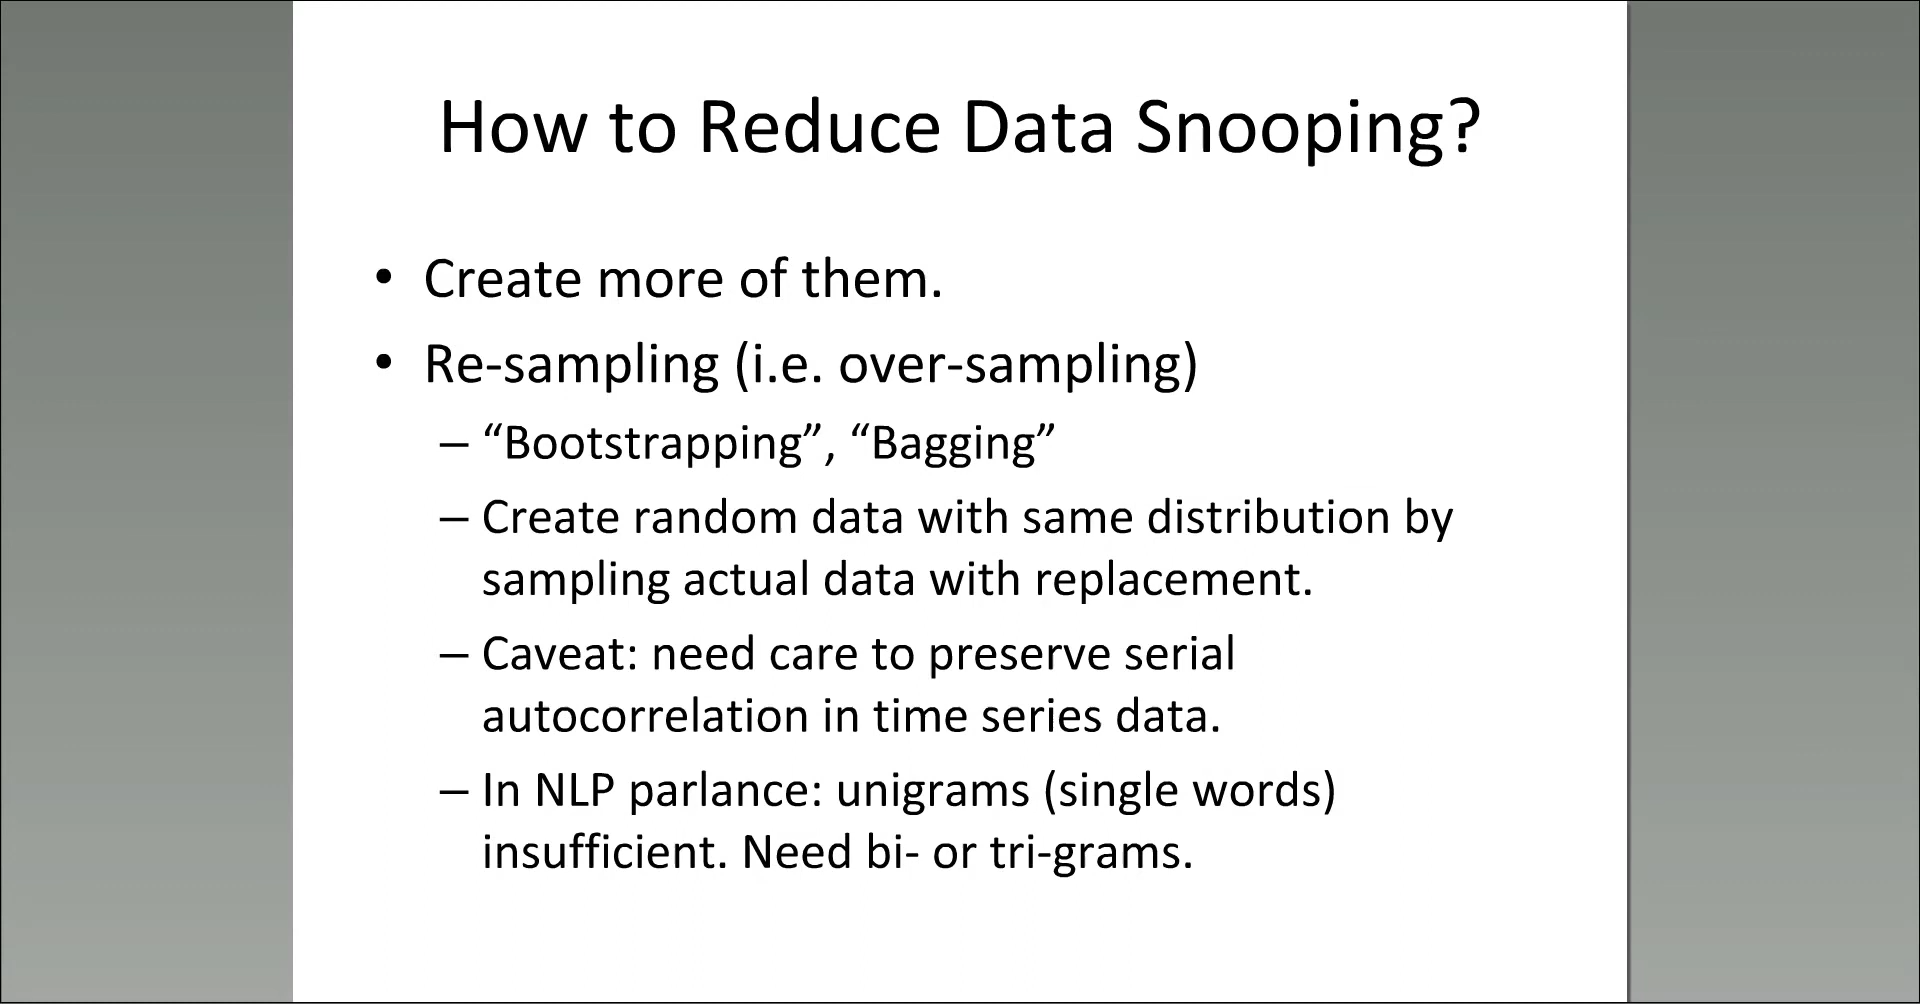 How to Reduce Data Snooping?
• Create more of them.
• Re-sampling (i.e. over-sampling)
– “Bootstrapping”, “Bagging”
– Create random data with same distribution by
sampling actual data with replacement.
– Caveat: need care to preserve serial
autocorrelation in time series data.
– In NLP parlance: unigrams (single words)
insufficient. Need bi- or tri-grams.